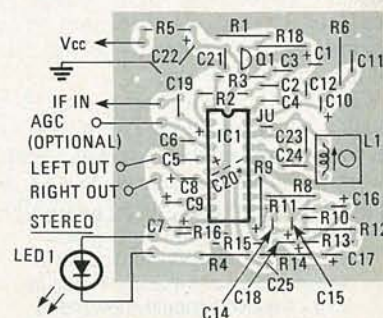 R5 R1 R6
Vcc R18
C22 C21 Q1 C3 C1 C11
C19 R3 C2 C12
IF IN R2 C4 C10
AGC
(OPTIONAL) IC1 JU L1
C6 C23
LEFT OUT C5 + C24
RIGHT OUT C8 C20* R9 R8
C9 R11 C16
STEREO C7 R10
LED1 R16 R12
R15 R13
R4 R14 C17
C25
C14 C18 C15